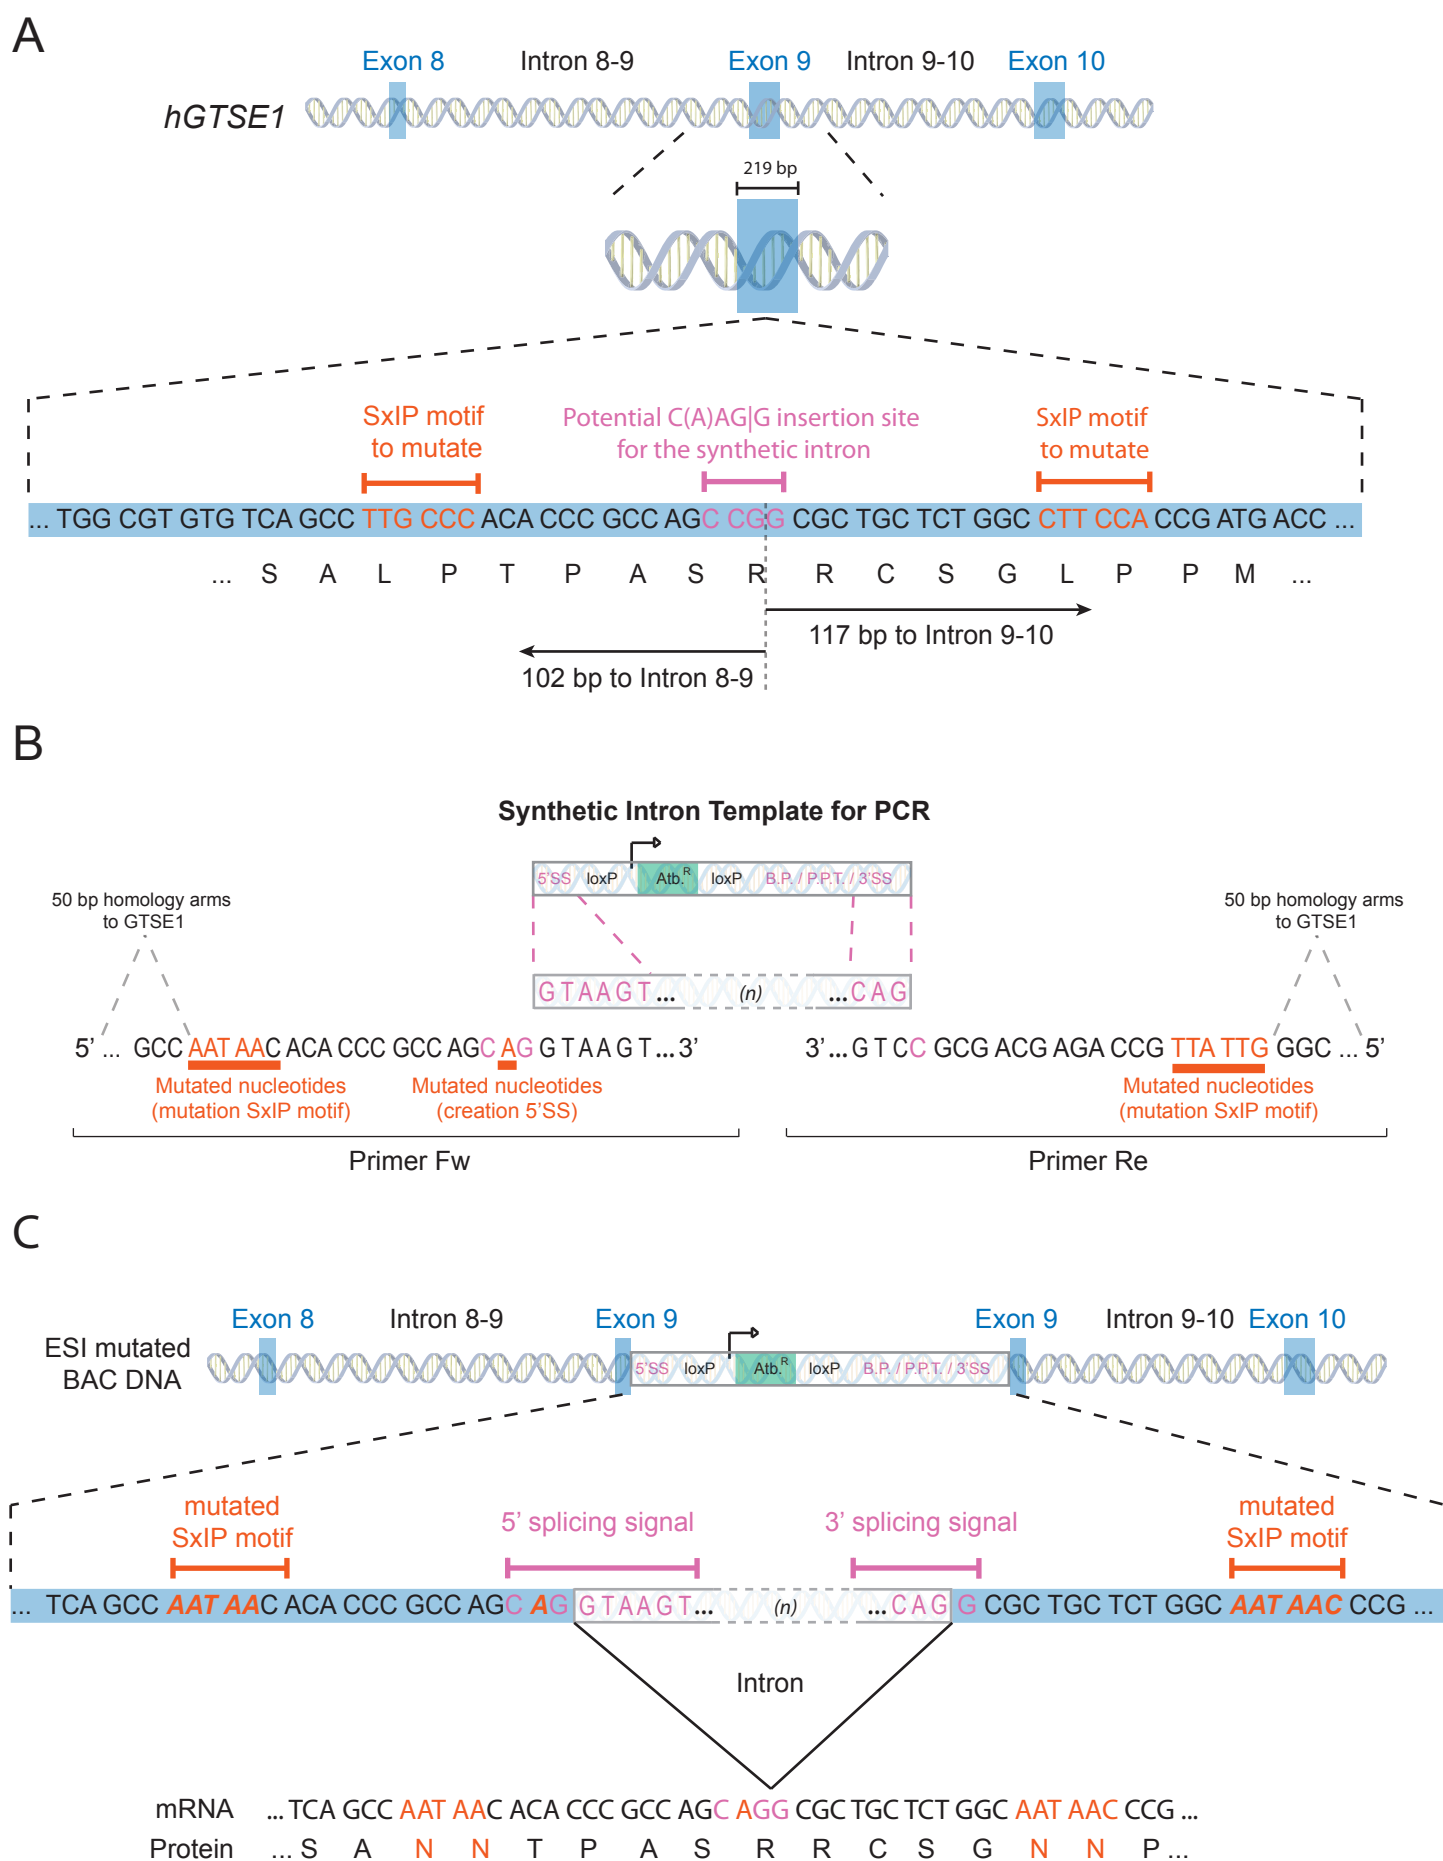 A
Exon 8 Intron 8-9 Exon 9 Intron 9-10 Exon 10
hGTSE1
219 bp
SxIP motif
to mutate
Potential C(A)AG|G insertion site
for the synthetic intron
SxIP motif
to mutate
... TGG CGT GTG TCA GCC TTG CCC ACA CCC GCC AGC CGG CGC TGC TCT GGC CTT CCA CCG ATG ACC ...
... S A L P T P A S R R C S G L P P M ...
117 bp to Intron 9-10
102 bp to Intron 8-9
B
Synthetic Intron Template for PCR
5'SS loxP Atb.R loxP B.P. / P.P.T. / 3'SS
50 bp homology arms
to GTSE1
50 bp homology arms
to GTSE1
GTAAGT... (n) ...CAG
5' ... GCC AAT AAC ACA CCC GCC AGC AG GTAAGT...3'
3'...GTCC GCG ACG AGA CCG TTA TTG GGC ... 5'
Mutated nucleotides
(mutation SxIP motif)
Mutated nucleotides
(creation 5'SS)
Mutated nucleotides
(mutation SxIP motif)
Primer Fw
Primer Re
C
Exon 8 Intron 8-9 Exon 9 Exon 9 Intron 9-10 Exon 10
ESI mutated
BAC DNA
5'SS loxP Atb.R loxP B.P. / P.P.T. / 3'SS
mutated
SxIP motif
5' splicing signal
3' splicing signal
mutated
SxIP motif
... TCA GCC AAT AAC ACA CCC GCC AGC AG GTAAGT... (n) ...CAG G CGC TGC TCT GGC AAT AAC CCG ...
Intron
mRNA ... TCA GCC AAT AAC ACA CCC GCC AGC AGG CGC TGC TCT GGC AAT AAC CCG ...
Protein ... S A N N T P A S R R C S G N N P ...